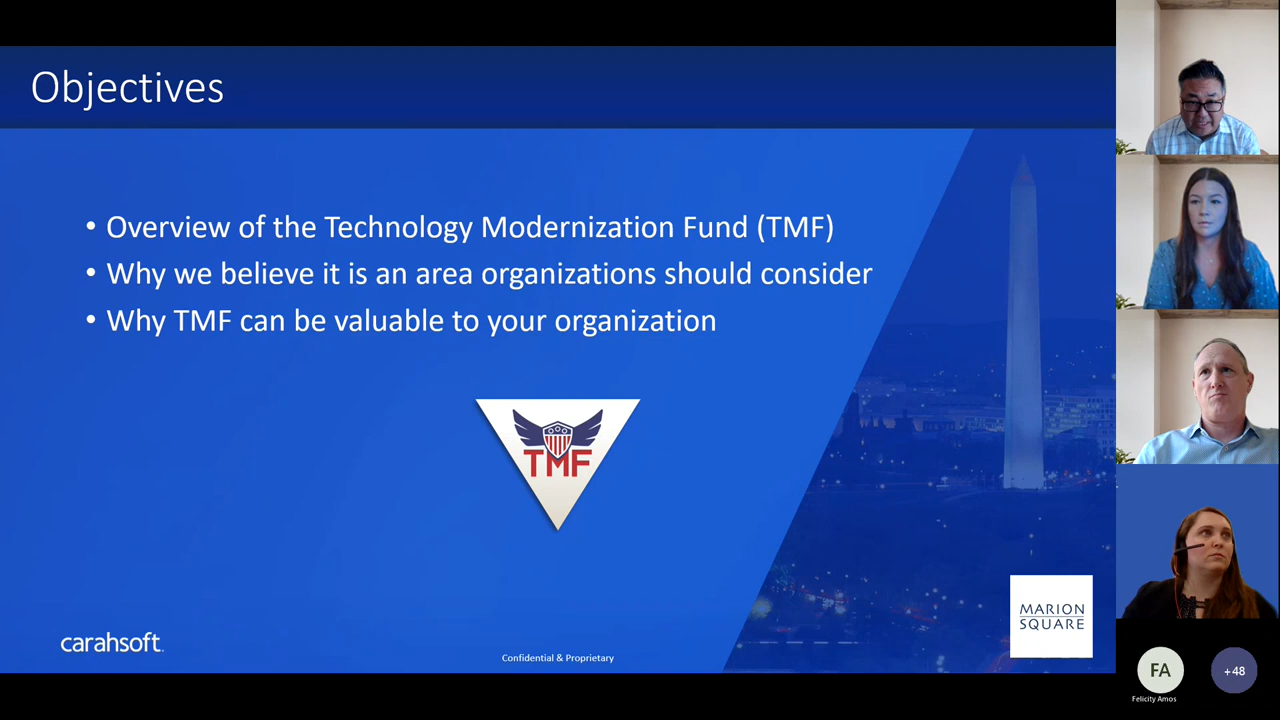 Objectives
• Overview of the Technology Modernization Fund (TMF)
• Why we believe it is an area organizations should consider
• Why TMF can be valuable to your organization
TMF
MARION
SQUARE
carahsoft.
Confidential & Proprietary
FA
+48
Felicity Amos